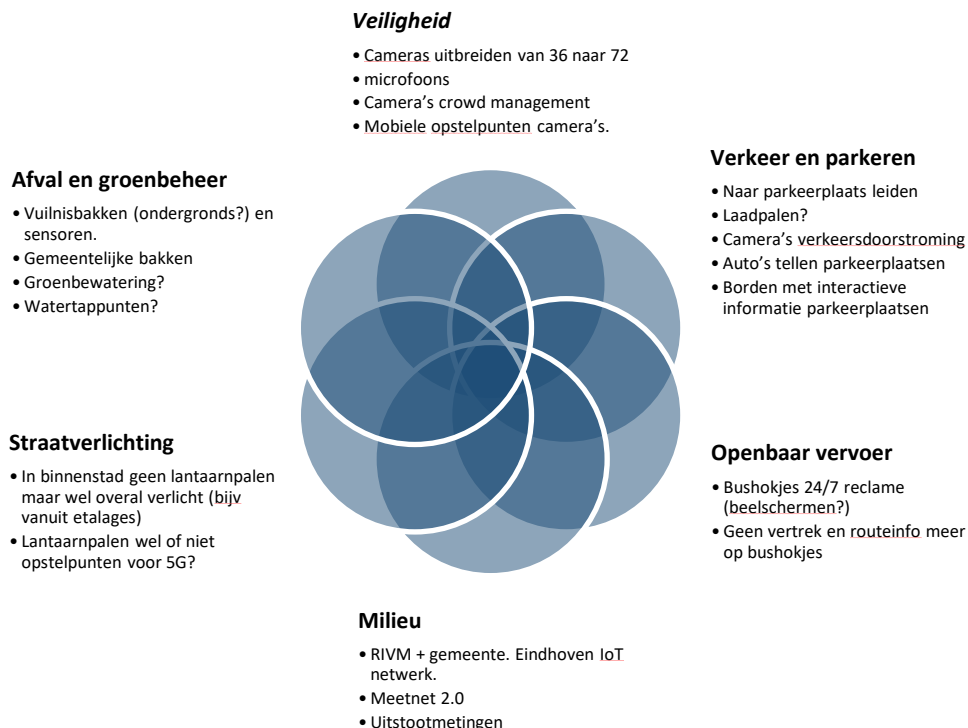 Veiligheid
• Cameras uitbreiden van 36 naar 72
• microfoons
• Camera's crowd management
• Mobiele opstelpunten camera's.
Verkeer en parkeren
• Naar parkeerplaats leiden
• Laadpalen?
• Camera's verkeersdoorstroming
• Auto's tellen parkeerplaatsen
• Borden met interactieve
informatie parkeerplaatsen
Openbaar vervoer
• Bushokjes 24/7 reclame
(beelschermen?)
• Geen vertrek en routeinfo meer
op bushokjes
Milieu
• RIVM + gemeente. Eindhoven IoT
netwerk.
• Meetnet 2.0
• Uitstootmetingen
Straatverlichting
• In binnenstad geen lantaarnpalen
maar wel overal verlicht (bijv
vanuit etalages)
• Lantaarnpalen wel of niet
opstelpunten voor 5G?
Afval en groenbeheer
• Vuilnisbakken (ondergronds?) en
sensoren.
• Gemeentelijke bakken
• Groenbewatering?
• Watertappunten?